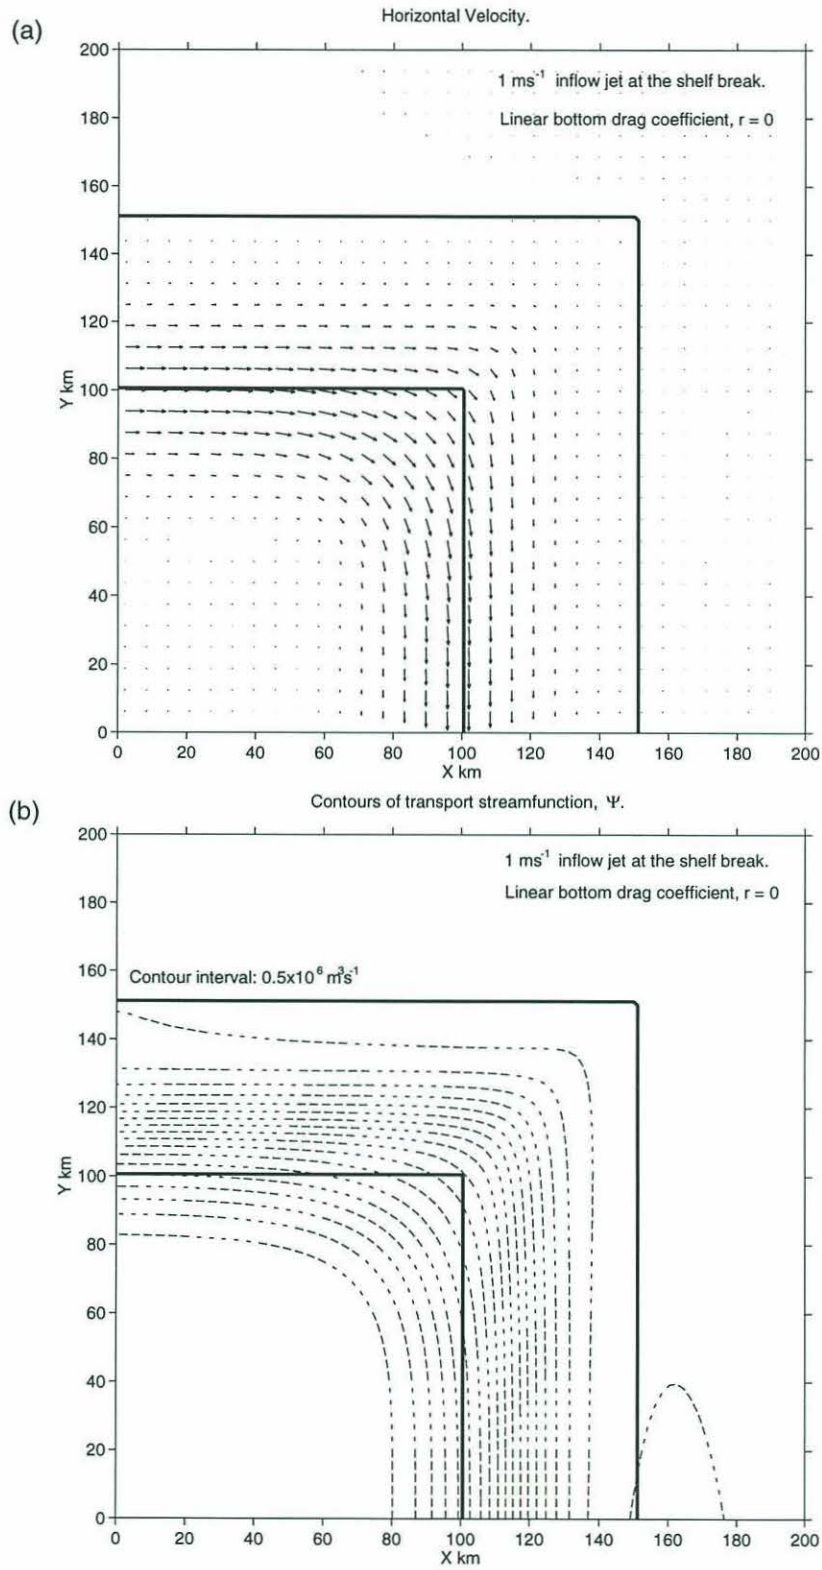 (a)
Horizontal Velocity.
1 ms⁻¹ inflow jet at the shelf break.
Linear bottom drag coefficient, r = 0
200
180
160
140
120
100
80
60
40
20
0
Y km
0 20 40 60 80 100 120 140 160 180 200
X km
(b)
Contours of transport streamfunction, Ψ.
1 ms⁻¹ inflow jet at the shelf break.
Linear bottom drag coefficient, r = 0
Contour interval: 0.5x10⁶ m³s⁻¹
200
180
160
140
120
100
80
60
40
20
0
Y km
0 20 40 60 80 100 120 140 160 180 200
X km